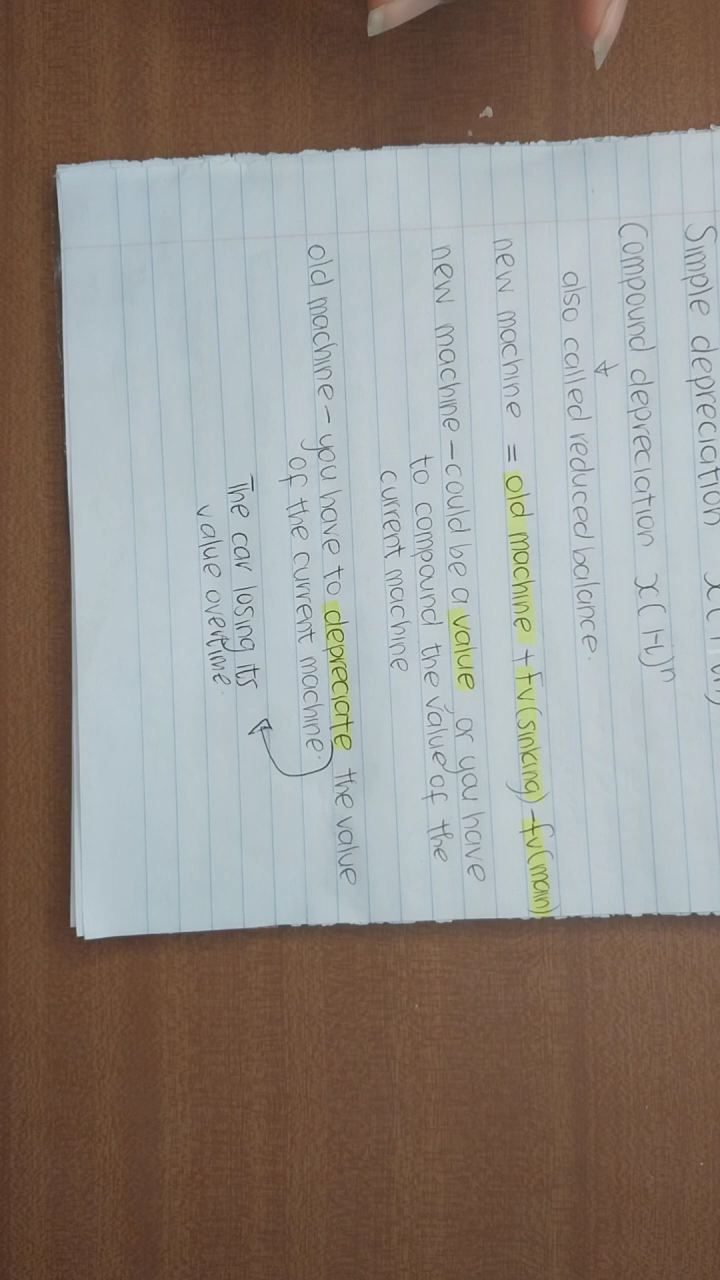 Simple depreciation x(
Compound depreciation x(1-i)ⁿ
↓
also called reduced balance.
new machine = old machine + Fv(sinking) - fv(main)
new machine - could be a value or you have
to compound the value of the
current machine
old machine - you have to depreciate the value
of the current machine.
The car losing its
value overtime.